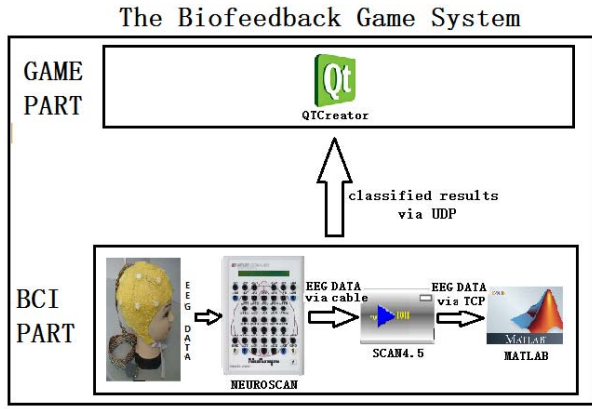 The Biofeedback Game System
GAME
PART
Qt
QTCreator
classified results
via UDP
BCI
PART
EEG DATA
EEG DATA
via cable
EEG DATA
via TCP
NEUROSCAN
SCAN4.5
MATLAB
MATLAB